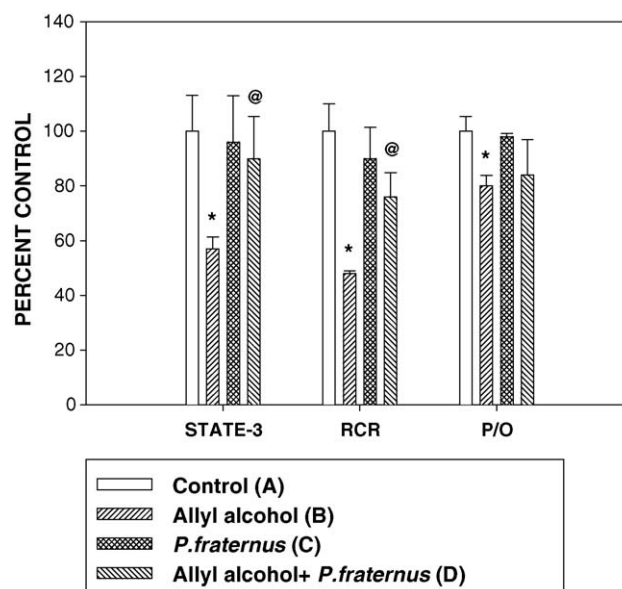 PERCENT CONTROL
140
120
100
80
60
40
20
0
*
@
*
@
*
STATE-3
RCR
P/O
Control (A)
Allyl alcohol (B)
P.fraternus (C)
Allyl alcohol+ P.fraternus (D)